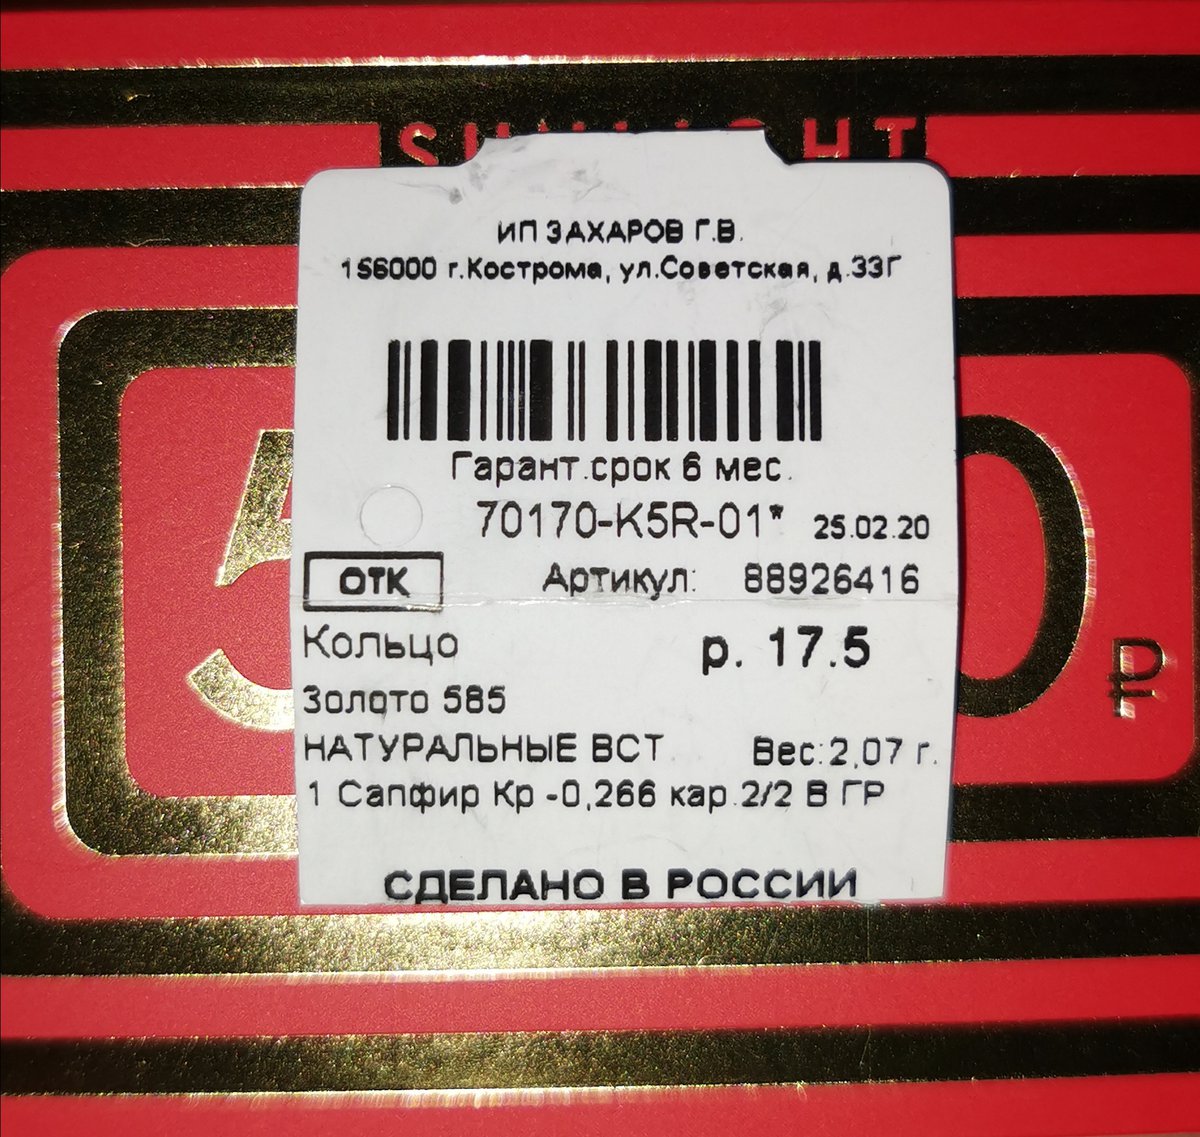 ИП ЗАХАРОВ Г.В.
156000 г.Кострома, ул.Советская, д.33Г
Гарант.срок 6 мес.
70170-K5R-01* 25.02.20
ОТК Артикул: 88926416
Кольцо р. 17.5
Золото 585
НАТУРАЛЬНЫЕ ВСТ Вес:2,07 г.
1 Сапфир Кр -0,266 кар.2/2 В ГР
СДЕЛАНО В РОССИИ
₽